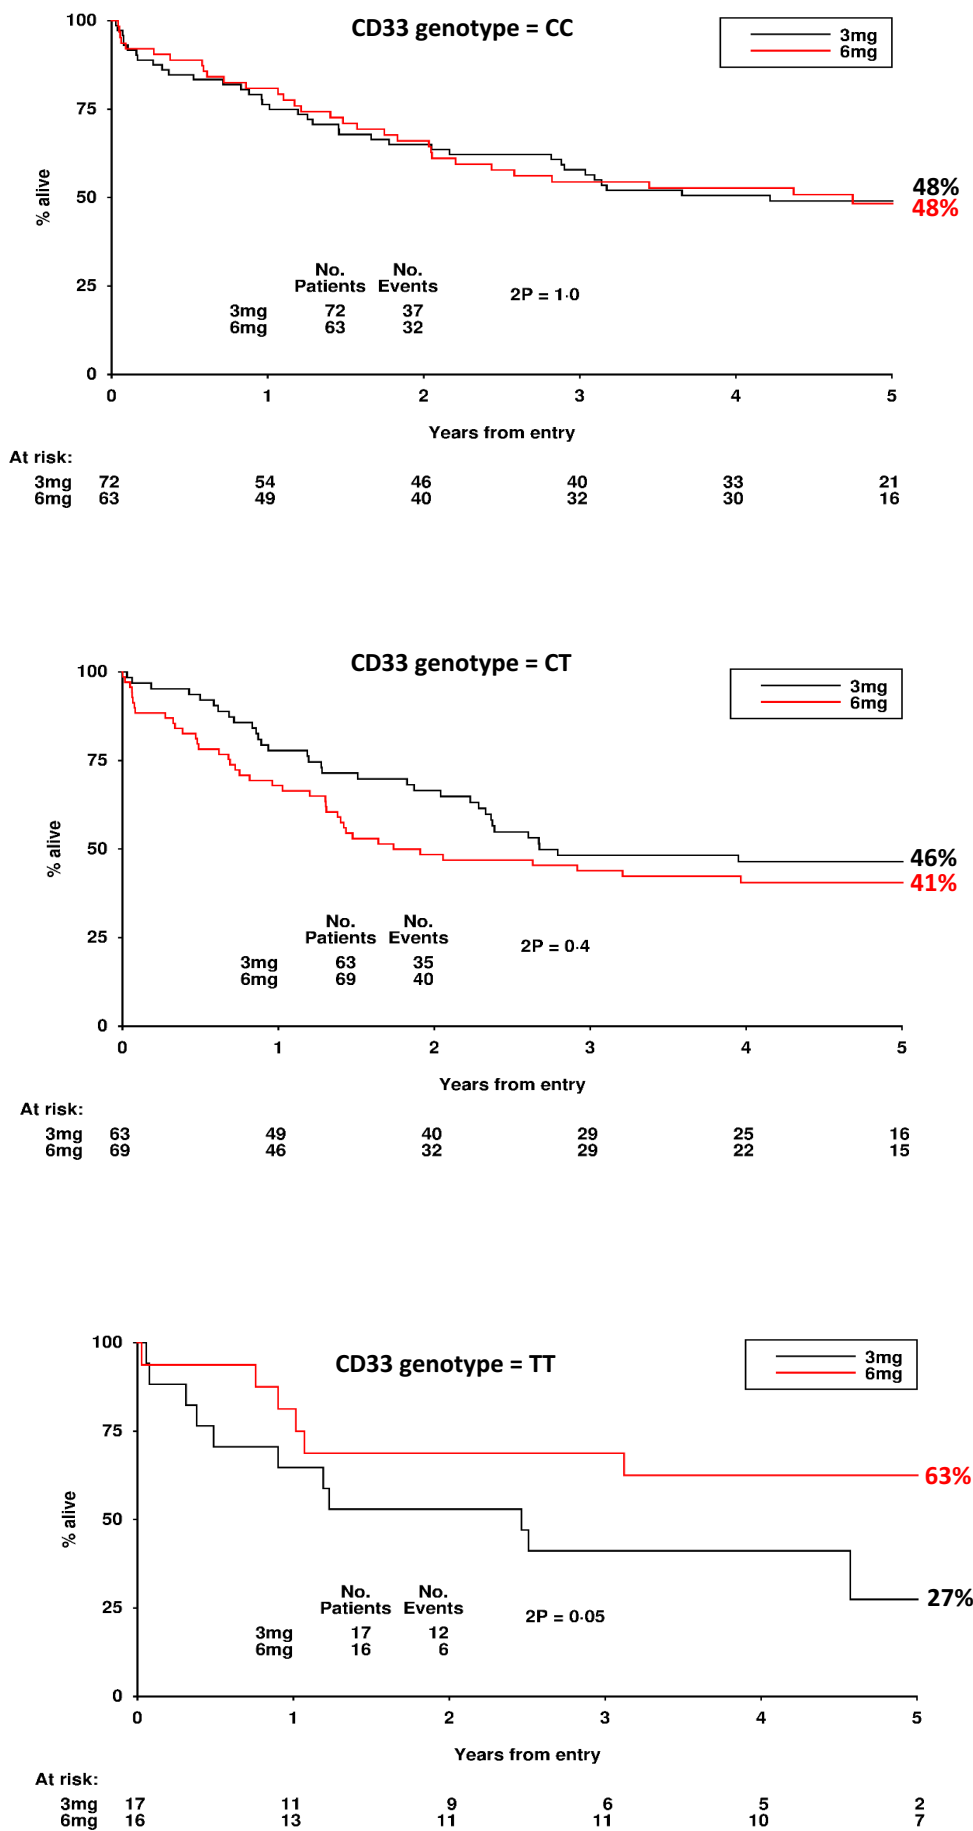 CD33 genotype = CC
3mg
6mg
100
75
50
25
0
% alive
48%
48%
No. No.
Patients Events
3mg 72 37
6mg 63 32
2P = 1·0
0 1 2 3 4 5
Years from entry
At risk:
3mg 72 54 46 40 33 21
6mg 63 49 40 32 30 16
CD33 genotype = CT
3mg
6mg
100
75
50
25
0
% alive
46%
41%
No. No.
Patients Events
3mg 63 35
6mg 69 40
2P = 0·4
0 1 2 3 4 5
Years from entry
At risk:
3mg 63 49 40 29 25 16
6mg 69 46 32 29 22 15
CD33 genotype = TT
3mg
6mg
100
75
50
25
0
% alive
63%
27%
No. No.
Patients Events
3mg 17 12
6mg 16 6
2P = 0·05
0 1 2 3 4 5
Years from entry
At risk:
3mg 17 11 9 6 5 2
6mg 16 13 11 11 10 7